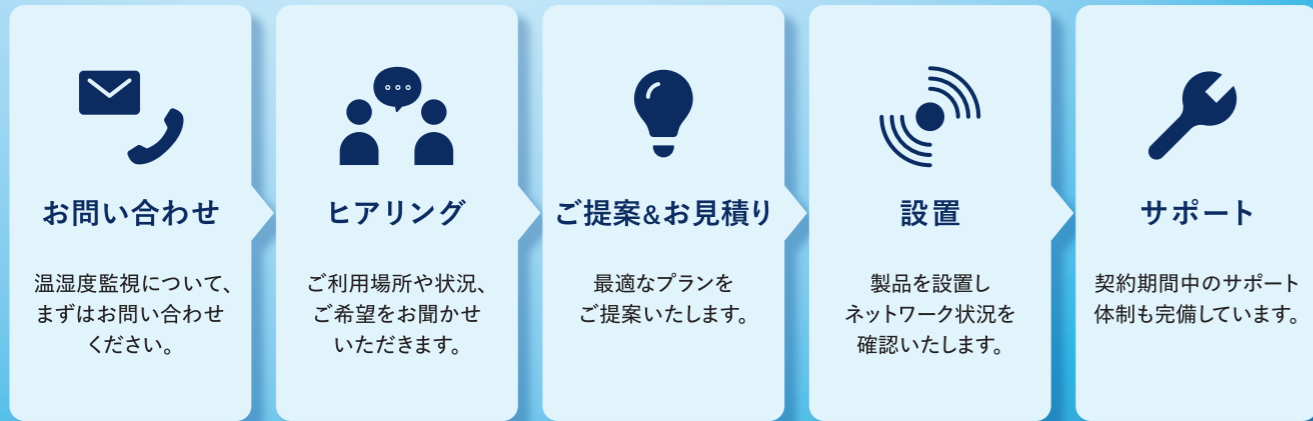 お問い合わせ
温湿度監視について、
まずはお問い合わせ
ください。
ヒアリング
ご利用場所や状況、
ご希望をお聞かせ
いただきます。
ご提案&お見積り
最適なプランを
ご提案いたします。
設置
製品を設置し
ネットワーク状況を
確認いたします。
サポート
契約期間中のサポート
体制も完備しています。